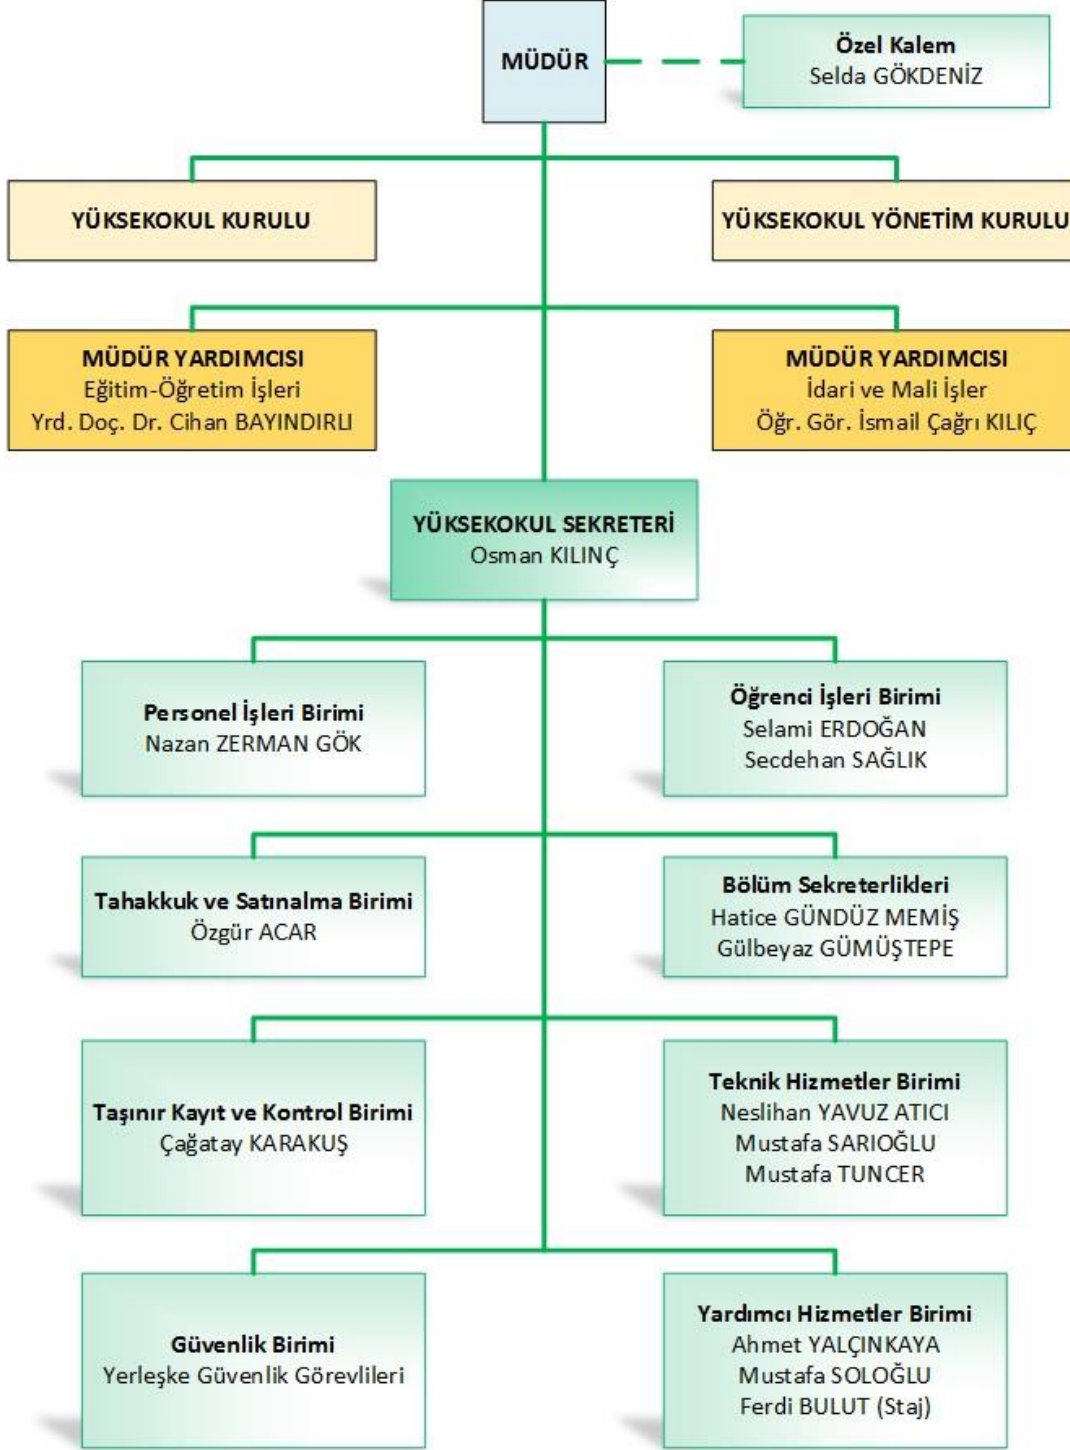 MÜDÜR
Özel Kalem
Selda GÖKDENİZ
YÜKSEKOKUL KURULU
YÜKSEKOKUL YÖNETİM KURULU
MÜDÜR YARDIMCISI
Eğitim-Öğretim İşleri
Yrd. Doç. Dr. Cihan BAYINDIRLI
MÜDÜR YARDIMCISI
İdari ve Mali İşler
Öğr. Gör. İsmail Çağrı KILIÇ
YÜKSEKOKUL SEKRETERİ
Osman KILINÇ
Personel İşleri Birimi
Nazan ZERMAN GÖK
Öğrenci İşleri Birimi
Selami ERDOĞAN
Secdehan SAĞLIK
Tahakkuk ve Satınalma Birimi
Özgür ACAR
Bölüm Sekreterlikleri
Hatice GÜNDÜZ MEMİŞ
Gülbeyaz GÜMÜŞTEPE
Taşınır Kayıt ve Kontrol Birimi
Çağatay KARAKUŞ
Teknik Hizmetler Birimi
Neslihan YAVUZ ATICI
Mustafa SARIOĞLU
Mustafa TUNCER
Güvenlik Birimi
Yerleşke Güvenlik Görevlileri
Yardımcı Hizmetler Birimi
Ahmet YALÇINKAYA
Mustafa SOLOĞLU
Ferdi BULUT (Staj)